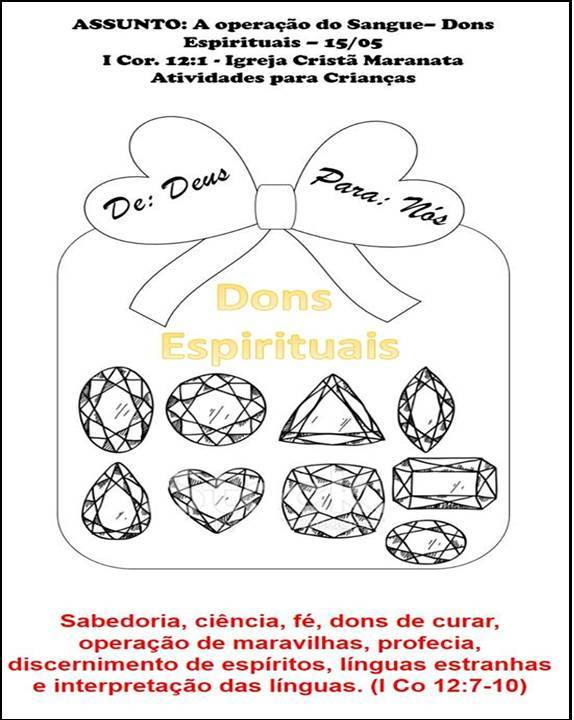 ASSUNTO: A operação do Sangue– Dons
Espirituais – 15/05
I Cor. 12:1 - Igreja Cristã Maranata
Atividades para Crianças
De: Deus
Para: Nós
Dons
Espirituais
Sabedoria, ciência, fé, dons de curar,
operação de maravilhas, profecia,
discernimento de espíritos, línguas estranhas
e interpretação das línguas. (I Co 12:7-10)